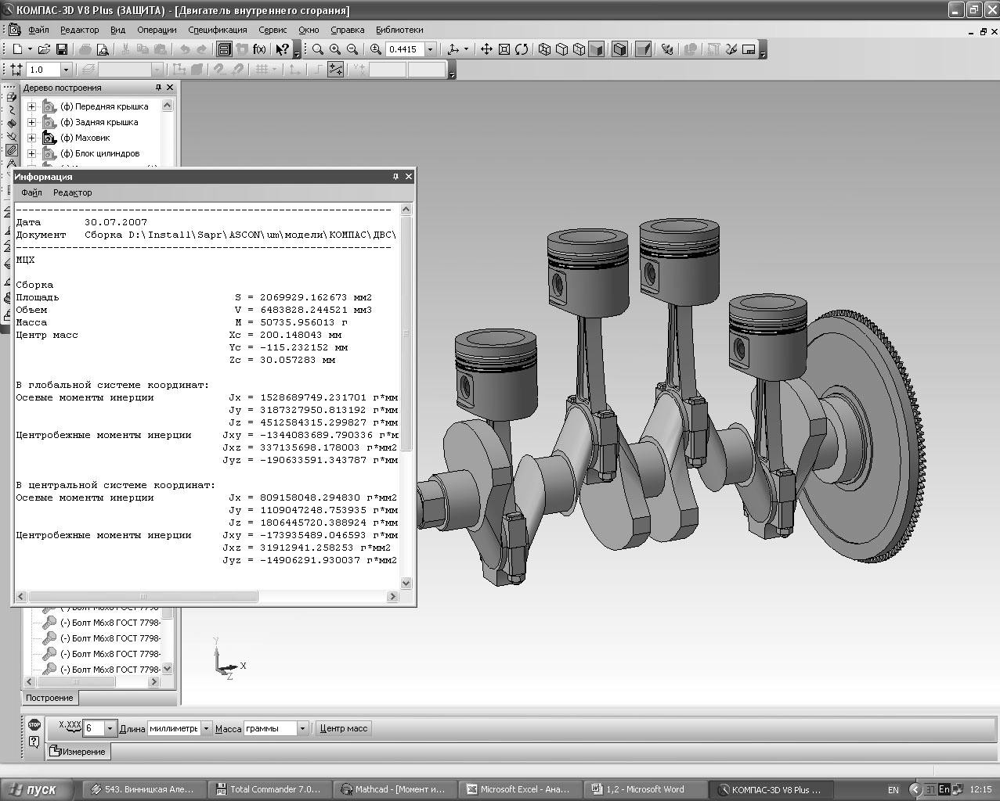 КОМПАС-3D V8 Plus (ЗАЩИТА) - [Двигатель внутреннего сгорания]
Файл Редактор Вид Операции Спецификация Сервис Окно Справка Библиотеки
f(x) 0.4415
1.0
Дерево построения
(ф) Передняя крышка
(ф) Задняя крышка
(ф) Маховик
(ф) Блок цилиндров
Информация
Файл Редактор
Дата 30.07.2007
Документ Сборка D:\Install\Sapr\ASCON\um\модели\КОМПАС\ДВС\
МЦХ
Сборка
Площадь S = 2069929.162673 мм2
Объем V = 6483828.244521 мм3
Масса M = 50735.956013 г
Центр масс Xc = 200.148043 мм
Yc = -115.232152 мм
Zc = 30.057283 мм
В глобальной системе координат:
Осевые моменты инерции Jx = 1528689749.231701 г*мм
Jy = 3187327950.813192 г*мм
Jz = 4512584315.299827 г*мм
Центробежные моменты инерции Jxy = -1344083689.790336 г*м
Jxz = 337135698.178003 г*мм2
Jyz = -190633591.343787 г*мм
В центральной системе координат:
Осевые моменты инерции Jx = 809158048.294830 г*мм2
Jy = 1109047248.753935 г*мм
Jz = 1806445720.388924 г*мм
Центробежные моменты инерции Jxy = -173935489.046593 г*мм
Jxz = 31912941.258253 г*мм2
Jyz = -14906291.930037 г*мм2
(-) Болт М6х8 ГОСТ 7798-
(-) Болт М6х8 ГОСТ 7798-
(-) Болт М6х8 ГОСТ 7798-
(-) Болт М6х8 ГОСТ 7798-
(-) Болт М6х8 ГОСТ 7798-
Y
X
Z
Построение
STOP X.XXX 6 Длина миллиметры Масса граммы Центр масс
Измерение
пуск 543. Винницкая Але... Total Commander 7.0... Mathcad - [Момент и... Microsoft Excel - Ана... 1,2 - Microsoft Word КОМПАС-3D V8 Plus ... EN En 12:15